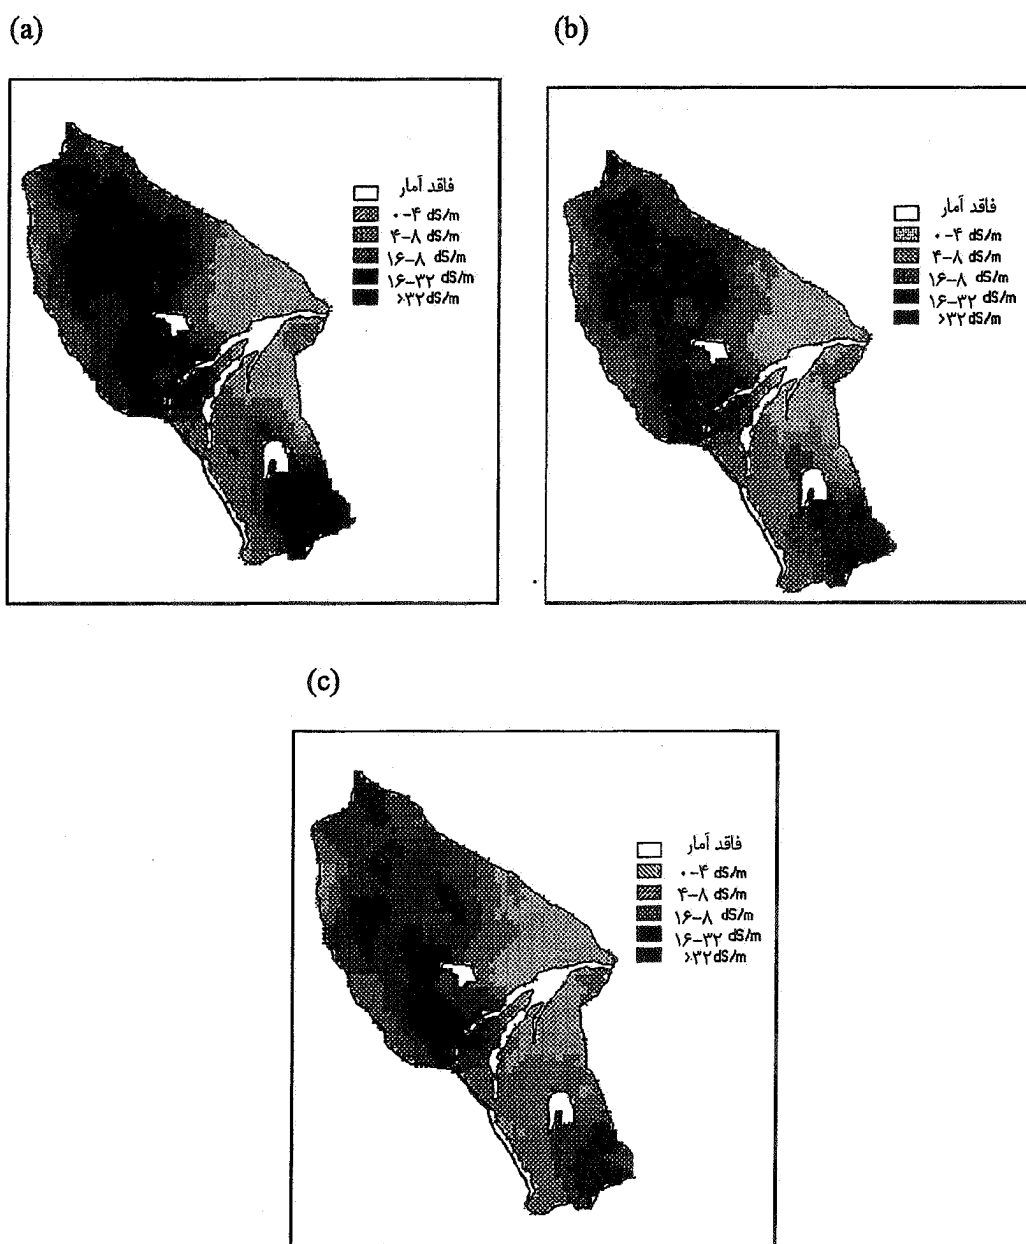 (a)
فاقد آمار
۰-۴ dS/m
۴-۸ dS/m
۱۶-۸ dS/m
۱۶-۳۲ dS/m
>۳۲ dS/m
(b)
فاقد آمار
۰-۴ dS/m
۴-۸ dS/m
۱۶-۸ dS/m
۱۶-۳۲ dS/m
>۳۲ dS/m
(c)
فاقد آمار
۰-۴ dS/m
۴-۸ dS/m
۱۶-۸ dS/m
۱۶-۳۲ dS/m
>۳۲ dS/m